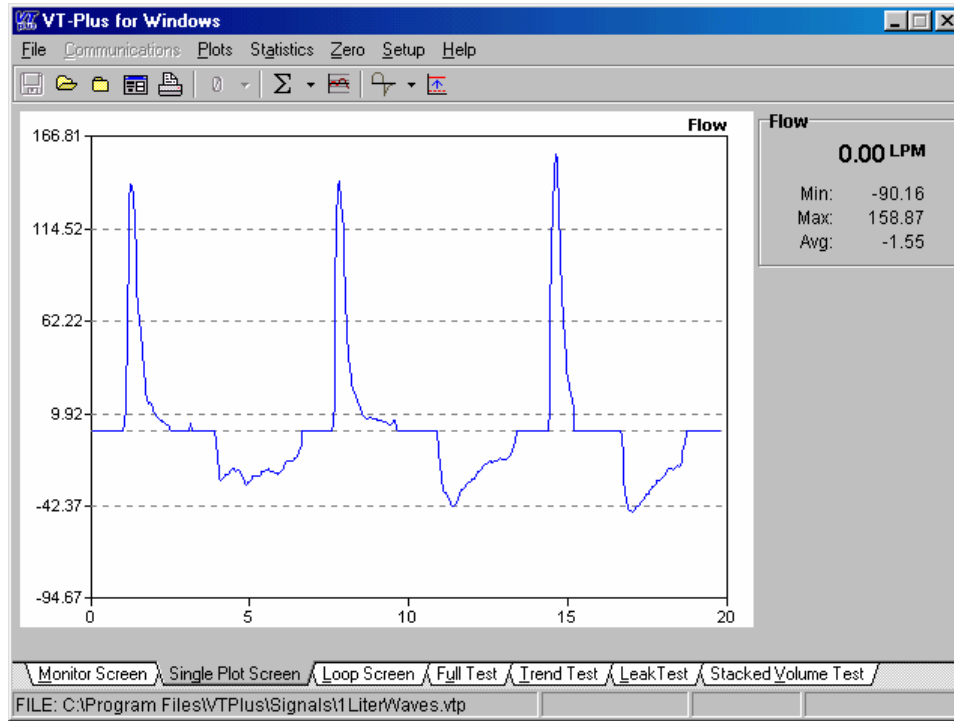 VT-Plus for Windows
File Communications Plots Statistics Zero Setup Help
Flow
166.81
114.52
62.22
9.92
-42.37
-94.67
0 5 10 15 20
Flow
0.00 LPM
Min: -90.16
Max: 158.87
Avg: -1.55
Monitor Screen Single Plot Screen Loop Screen Full Test Trend Test LeakTest Stacked Volume Test
FILE: C:\Program Files\VTPlus\Signals\1LiterWaves.vtp